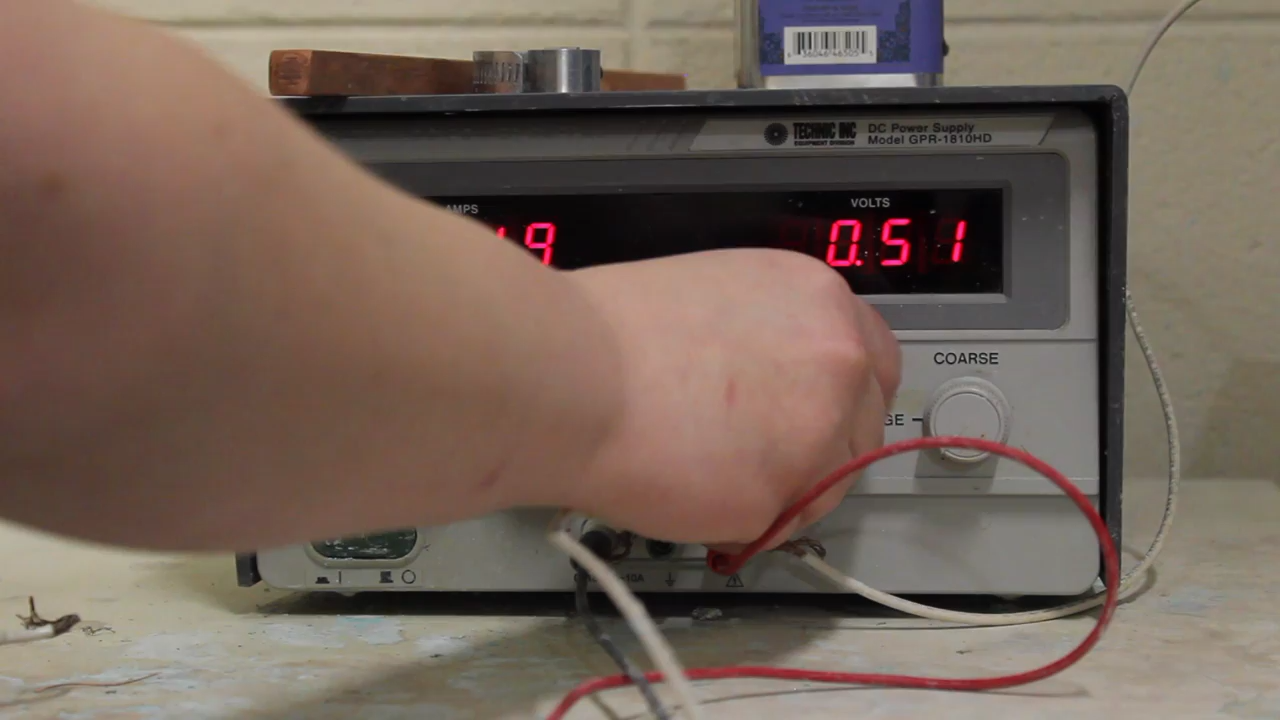 TECHNIC INC
EQUIPMENT DIVISION
DC Power Supply
Model GPR-1810HD
AMPS
VOLTS
9
0.51
COARSE
GE
10A